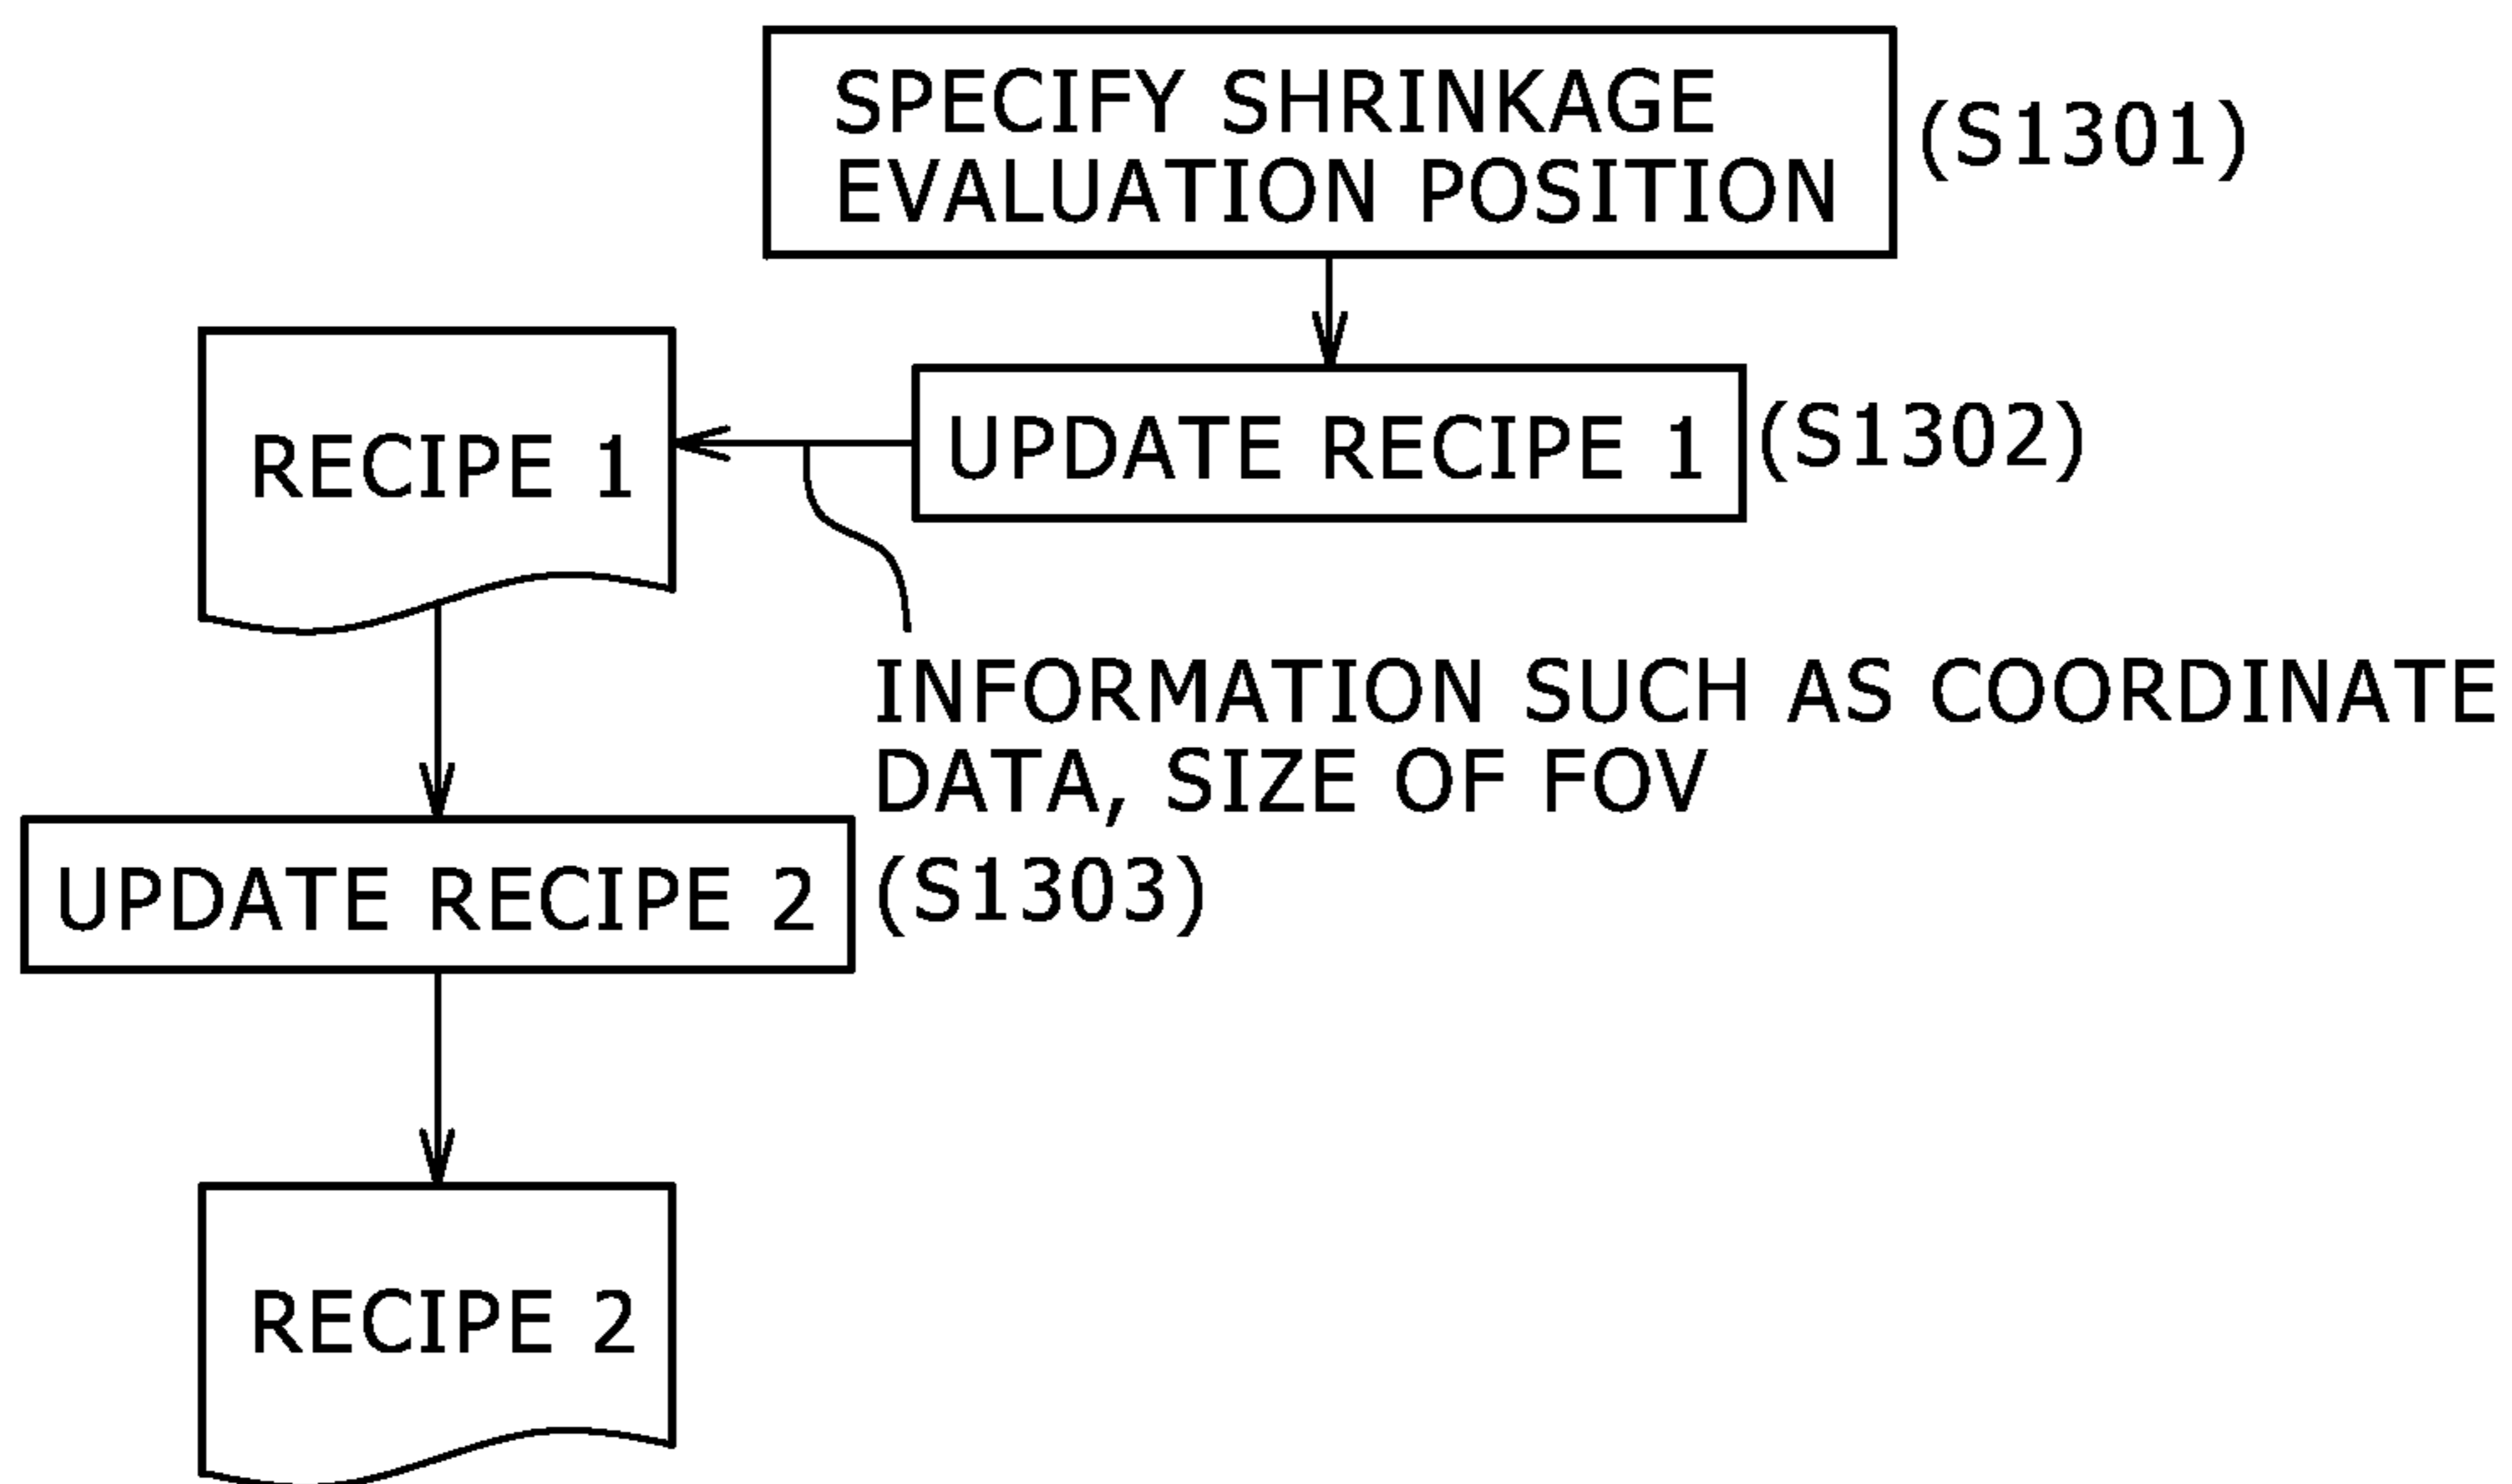 SPECIFY SHRINKAGE
EVALUATION POSITION
(S1301)
UPDATE RECIPE 1
(S1302)
RECIPE 1
INFORMATION SUCH AS COORDINATE
DATA, SIZE OF FOV
UPDATE RECIPE 2
(S1303)
RECIPE 2